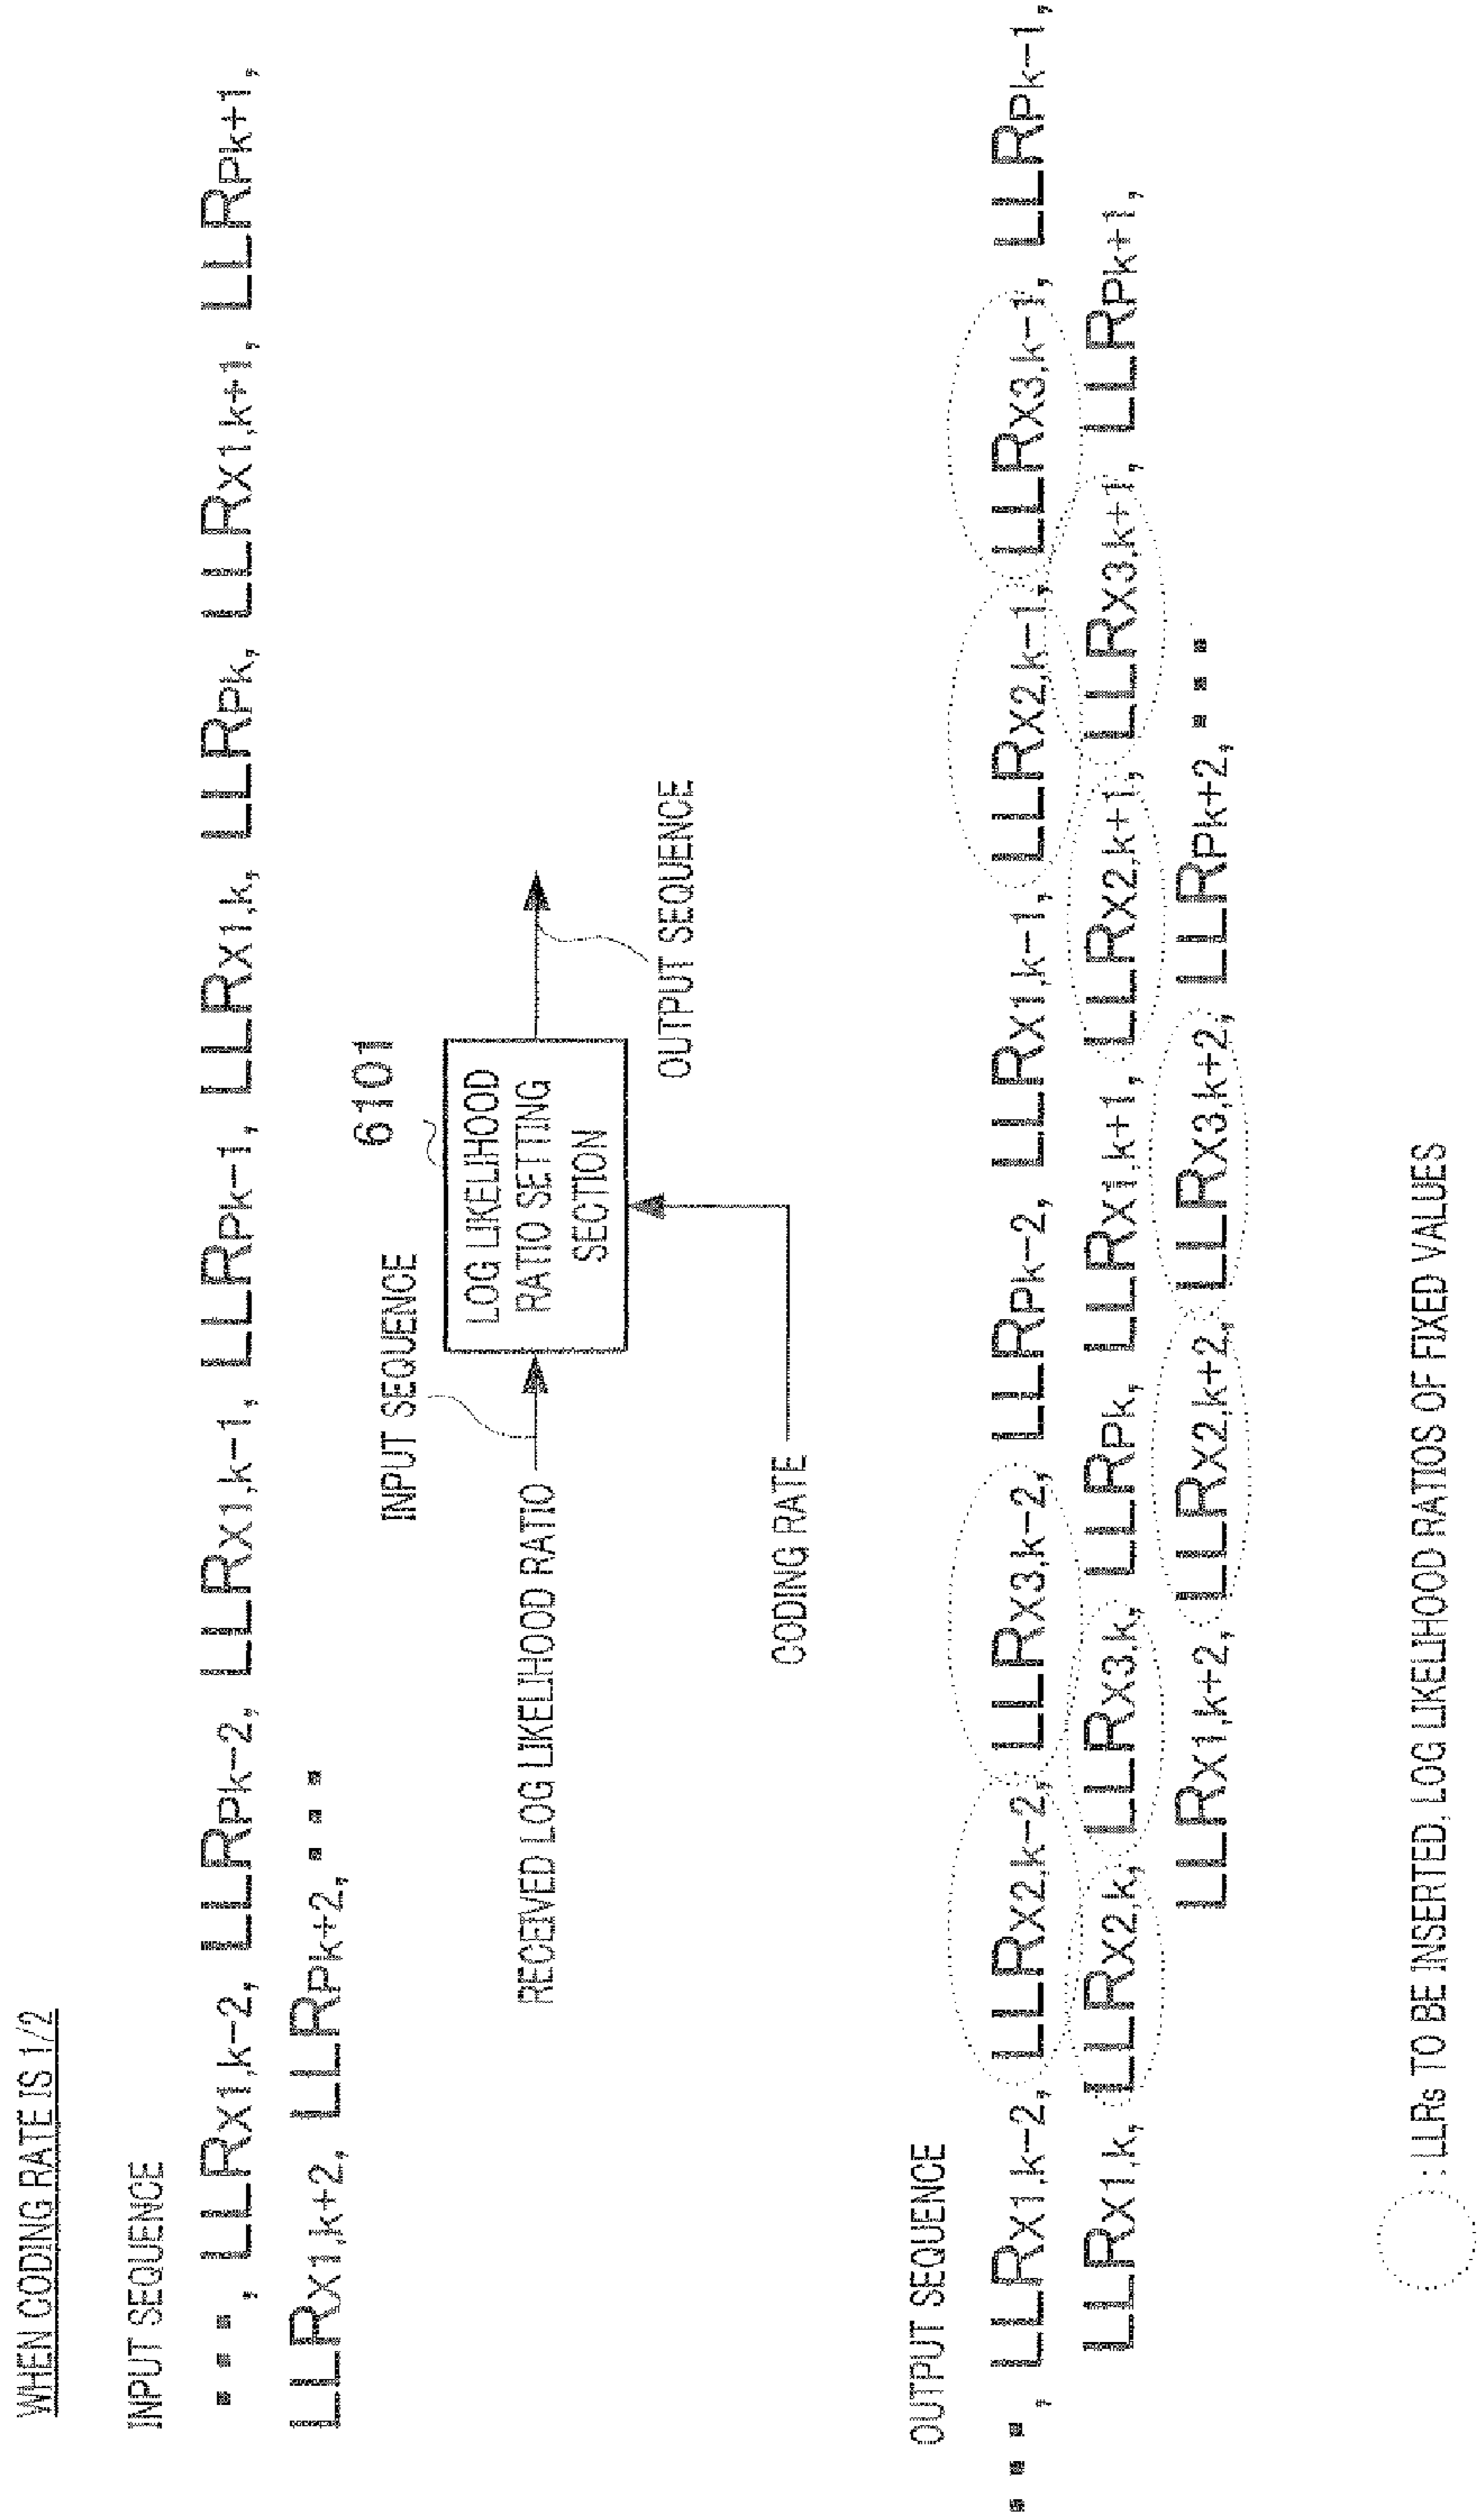 WHEN CODING RATE IS 1/2
INPUT SEQUENCE
･･･, LLRx1,k-2, LLRPk-2, LLRx1,k-1, LLRPk-1, LLRx1,k, LLRPk, LLRx1,k+1, LLRPk+1,
LLRx1,k+2, LLRPk+2, ･･･
INPUT SEQUENCE
6101
RECEIVED LOG LIKELIHOOD RATIO
LOG LIKELIHOOD
RATIO SETTING
SECTION
OUTPUT SEQUENCE
CODING RATE
OUTPUT SEQUENCE
･･･, LLRx1,k-2, LLRx2,k-2, LLRx3,k-2, LLRPk-2, LLRx1,k-1, LLRx2,k-1, LLRx3,k-1, LLRPk-1,
LLRx1,k, LLRx2,k, LLRx3,k, LLRPk, LLRx1,k+1, LLRx2,k+1, LLRx3,k+1, LLRPk+1,
LLRx1,k+2, LLRx2,k+2, LLRx3,k+2, LLRPk+2, ･･･
: LLRs TO BE INSERTED, LOG LIKELIHOOD RATIOS OF FIXED VALUES